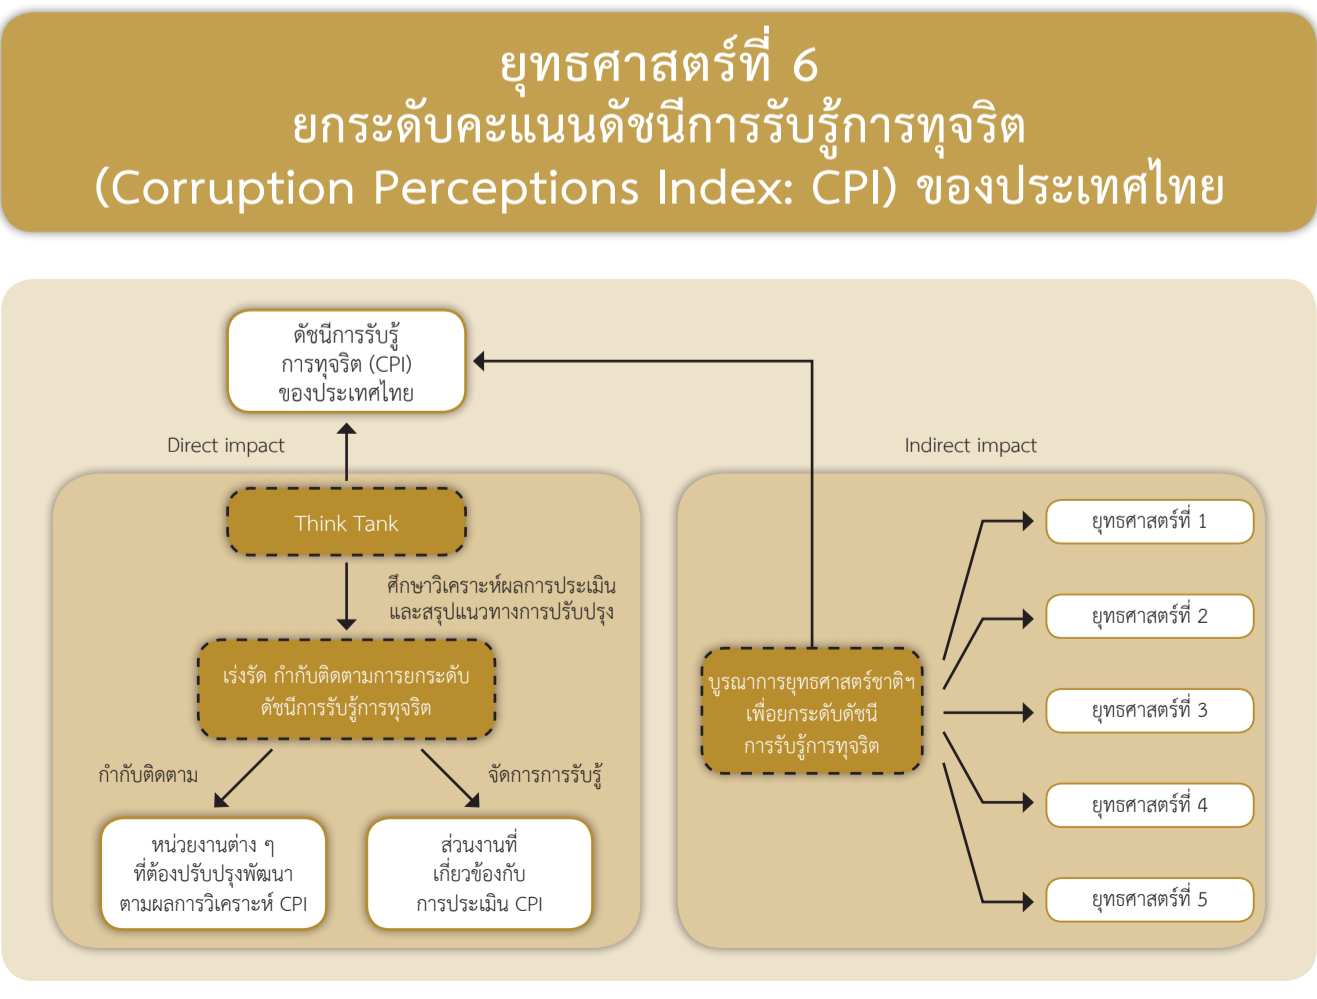 ยุทธศาสตร์ที่ 6
ยกระดับคะแนนดัชนีการรับรู้การทุจริต
(Corruption Perceptions Index: CPI) ของประเทศไทย
ดัชนีการรับรู้
การทุจริต (CPI)
ของประเทศไทย
Direct impact
Think Tank
ศึกษาวิเคราะห์ผลการประเมิน
และสรุปแนวทางการปรับปรุง
เร่งรัด กำกับติดตามการยกระดับ
ดัชนีการรับรู้การทุจริต
กำกับติดตาม
จัดการการรับรู้
หน่วยงานต่าง ๆ
ที่ต้องปรับปรุงพัฒนา
ตามผลการวิเคราะห์ CPI
ส่วนงานที่
เกี่ยวข้องกับ
การประเมิน CPI
Indirect impact
บูรณาการยุทธศาสตร์ชาติฯ
เพื่อยกระดับดัชนี
การรับรู้การทุจริต
ยุทธศาสตร์ที่ 1
ยุทธศาสตร์ที่ 2
ยุทธศาสตร์ที่ 3
ยุทธศาสตร์ที่ 4
ยุทธศาสตร์ที่ 5